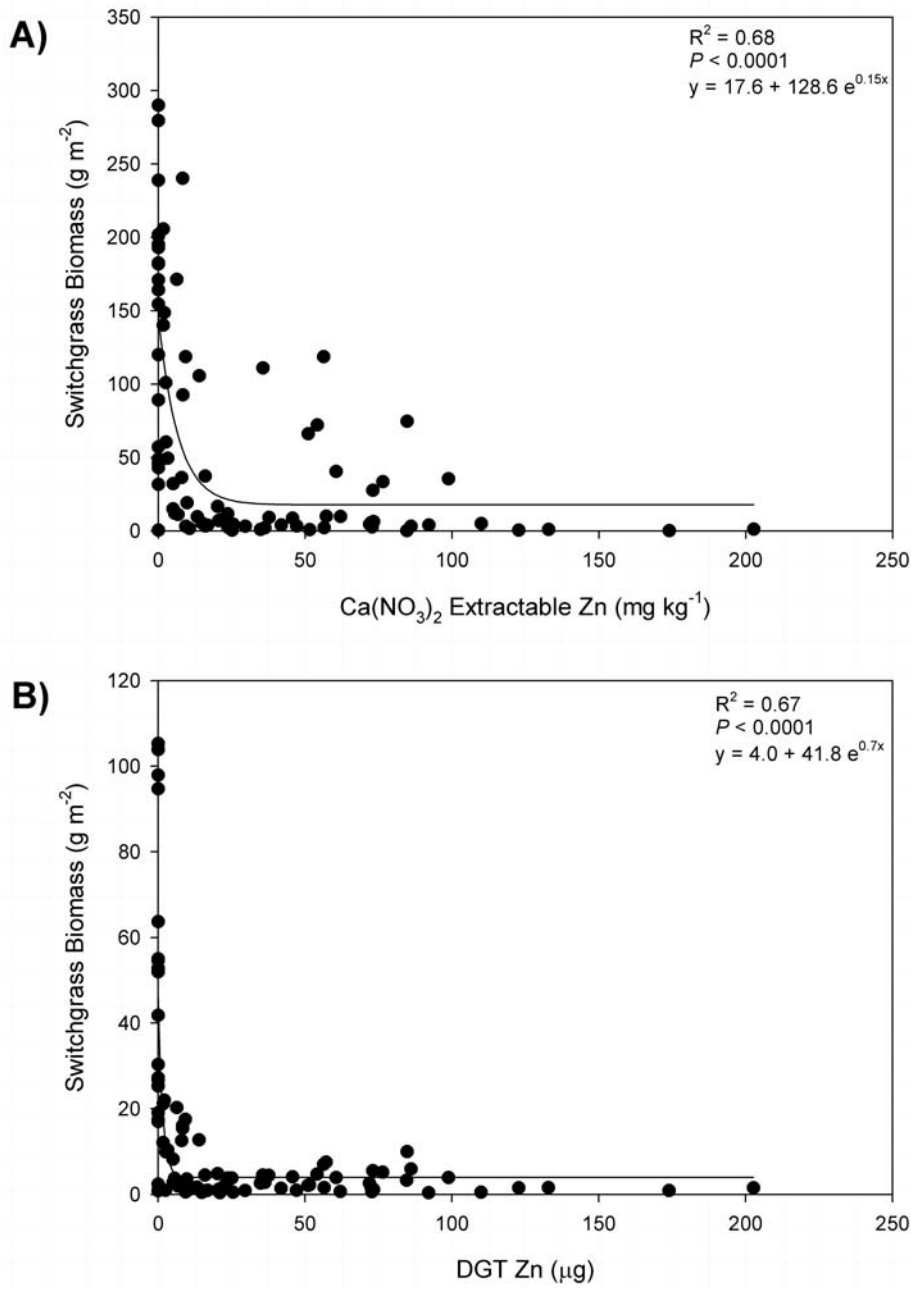 A)
R² = 0.68
P < 0.0001
y = 17.6 + 128.6 e^0.15x
350
300
250
200
150
100
50
0
Switchgrass Biomass (g m⁻²)
0 50 100 150 200 250
Ca(NO₃)₂ Extractable Zn (mg kg⁻¹)
B)
R² = 0.67
P < 0.0001
y = 4.0 + 41.8 e^0.7x
120
100
80
60
40
20
0
Switchgrass Biomass (g m⁻²)
0 50 100 150 200 250
DGT Zn (μg)